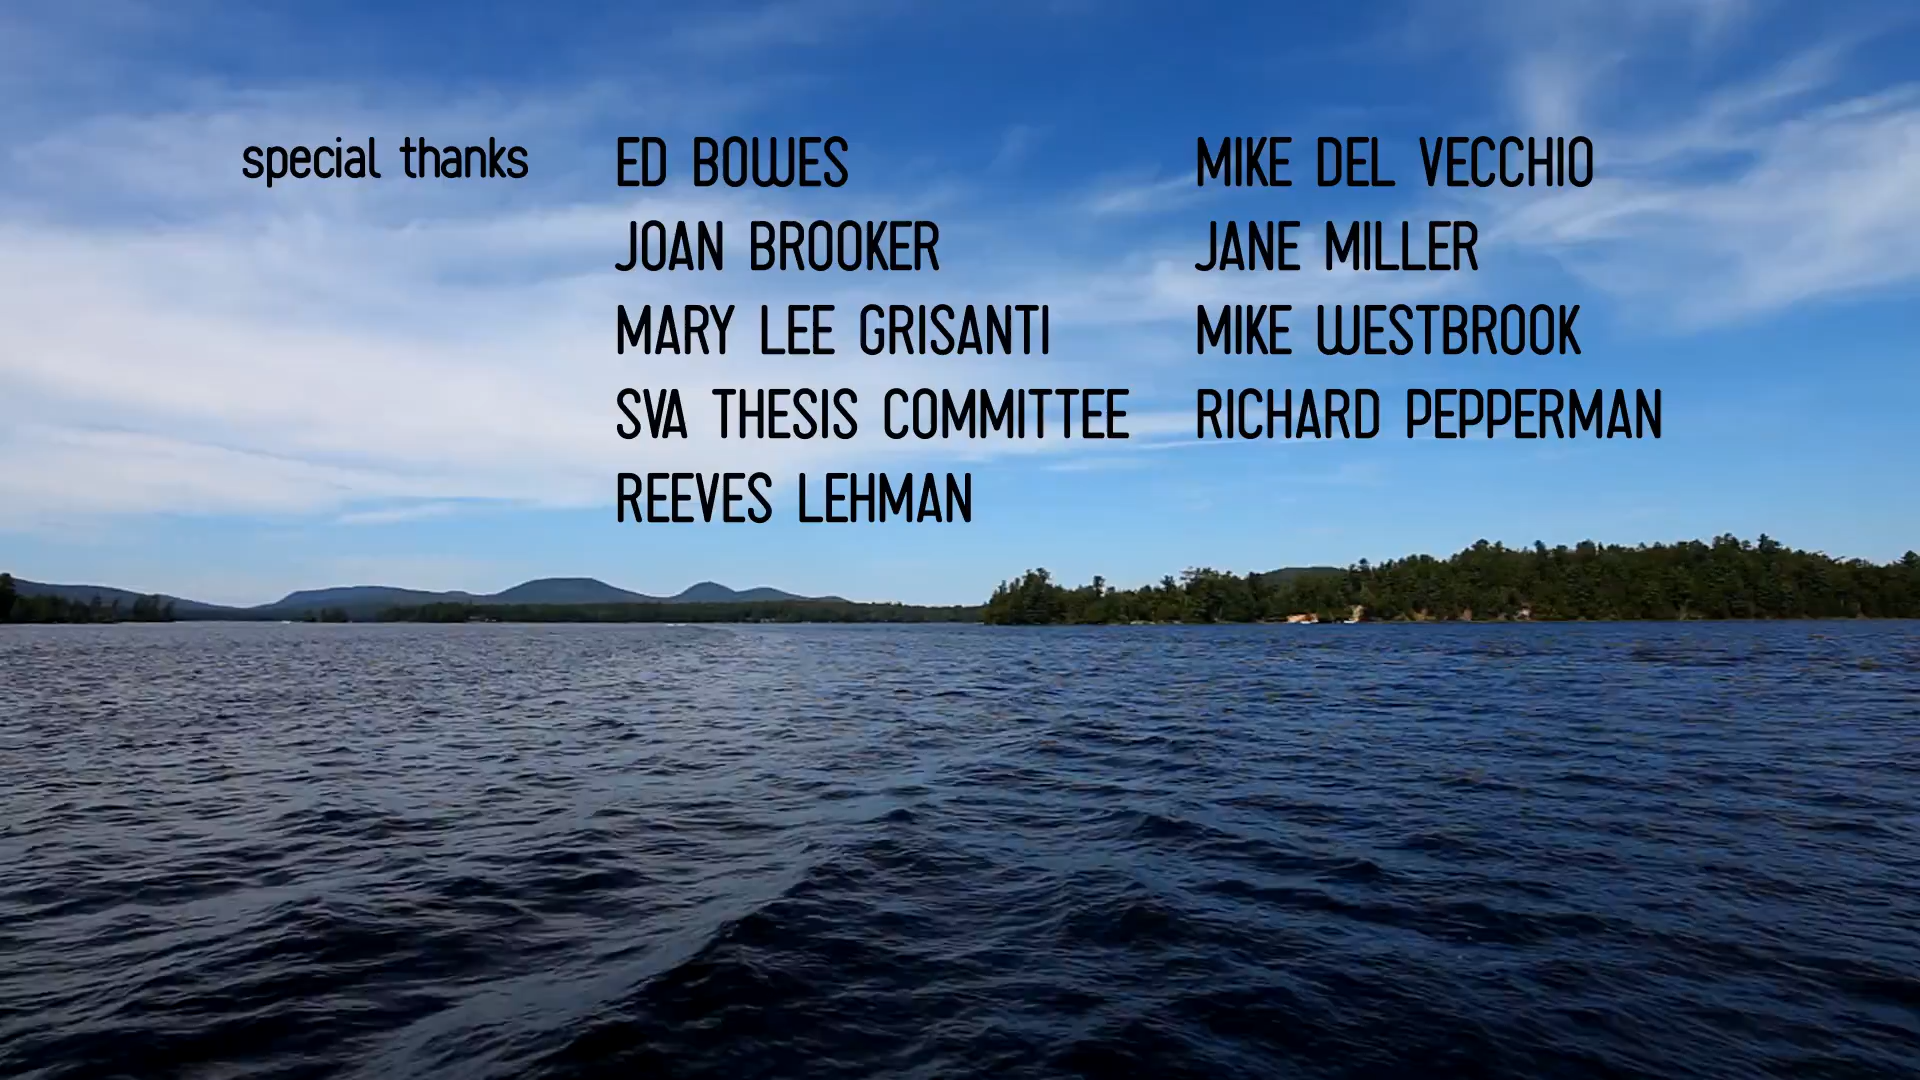 special thanks
ED BOWES
JOAN BROOKER
MARY LEE GRISANTI
SVA THESIS COMMITTEE
REEVES LEHMAN
MIKE DEL VECCHIO
JANE MILLER
MIKE WESTBROOK
RICHARD PEPPERMAN